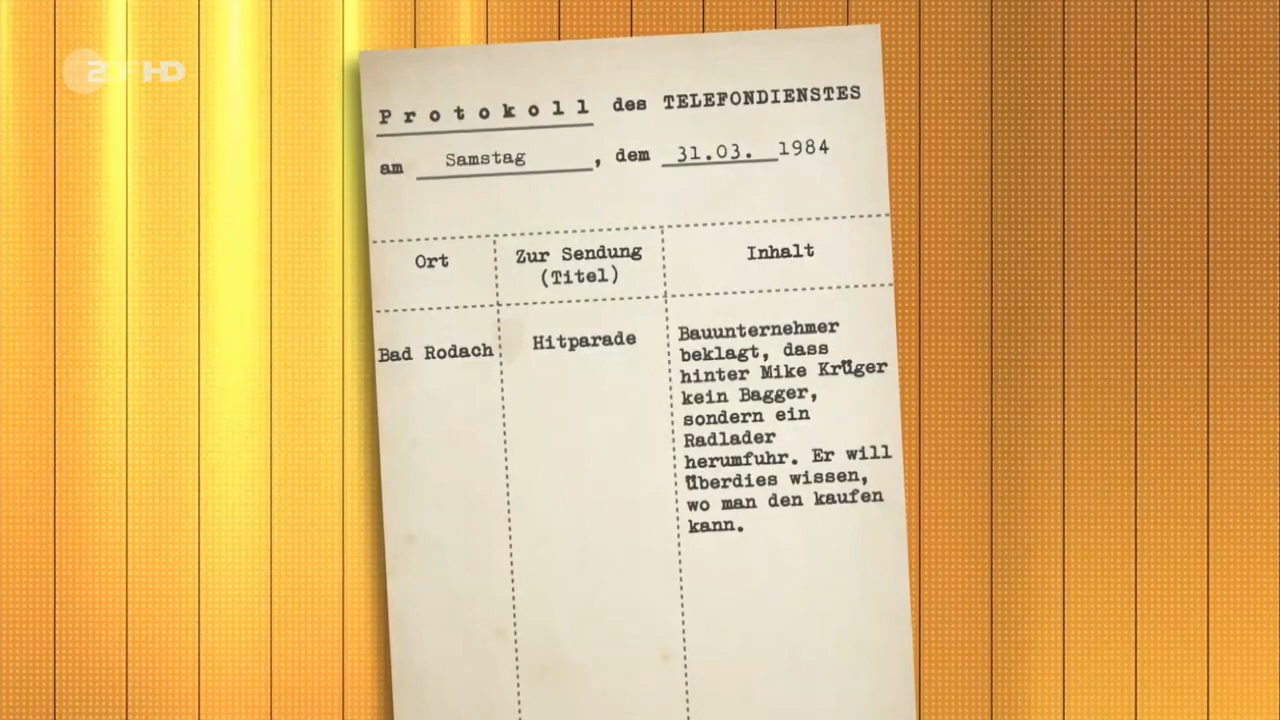 ZDFHD
Protokoll des TELEFONDIENSTES
am Samstag, dem 31.03. 1984
Ort
Zur Sendung
(Titel)
Inhalt
Bad Rodach
Hitparade
Bauunternehmer
beklagt, dass
hinter Mike Krüger
kein Bagger,
sondern ein
Radlader
herumfuhr. Er will
überdies wissen,
wo man den kaufen
kann.